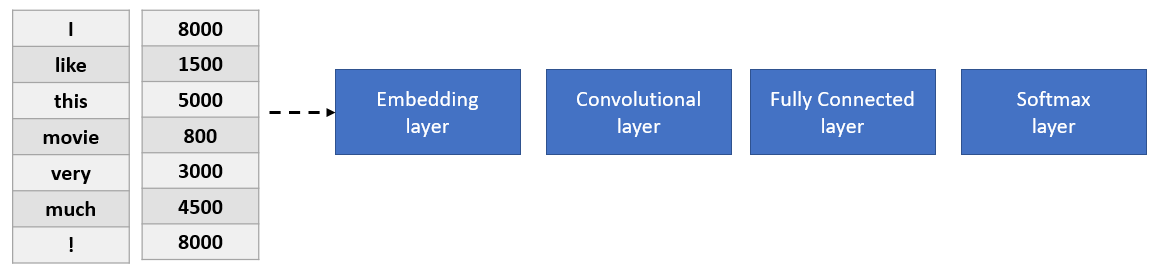 I 8000
like 1500
this 5000
movie 800
very 3000
much 4500
! 8000
Embedding
layer
Convolutional
layer
Fully Connected
layer
Softmax
layer